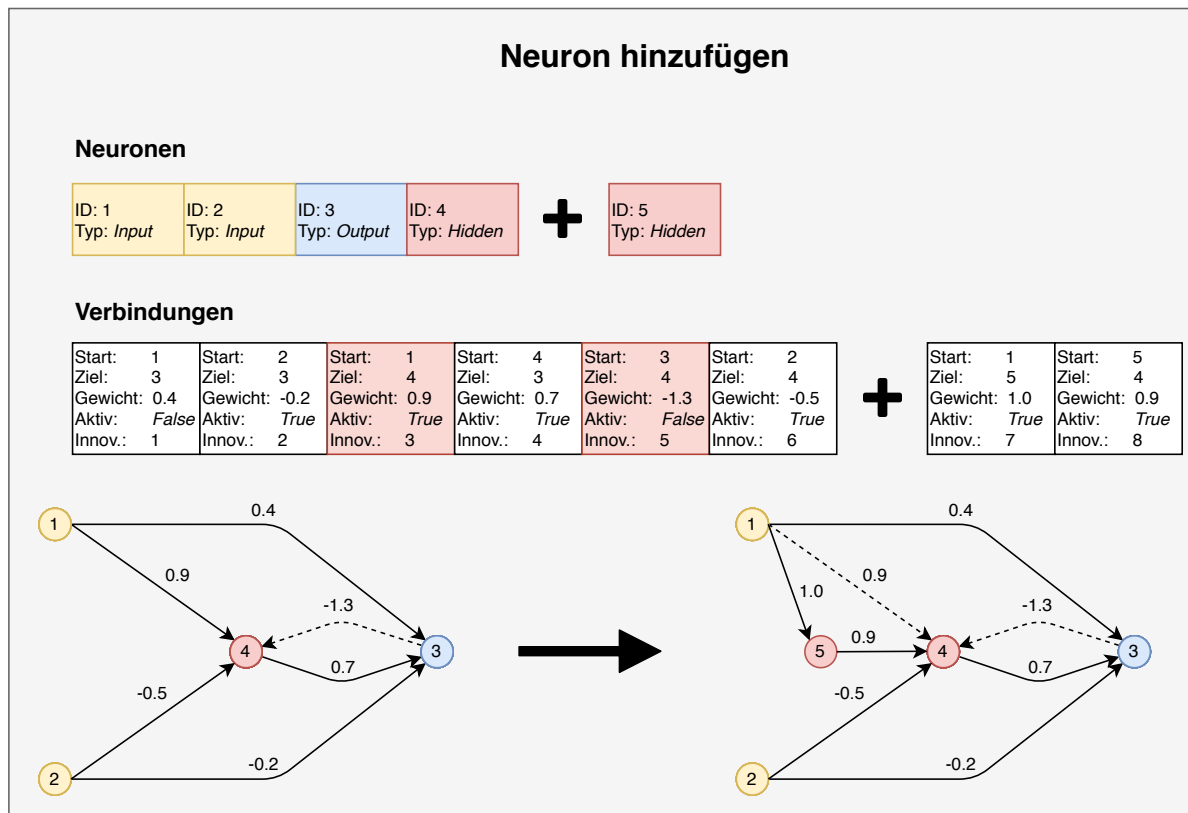 Neuron hinzufügen
Neuronen
ID: 1 ID: 2 ID: 3 ID: 4 ID: 5
Typ: Input Typ: Input Typ: Output Typ: Hidden Typ: Hidden
Verbindungen
Start: 1 Start: 2 Start: 1 Start: 4 Start: 3 Start: 2 Start: 1 Start: 5
Ziel: 3 Ziel: 3 Ziel: 4 Ziel: 3 Ziel: 4 Ziel: 4 Ziel: 5 Ziel: 4
Gewicht: 0.4 Gewicht: -0.2 Gewicht: 0.9 Gewicht: 0.7 Gewicht: -1.3 Gewicht: -0.5 Gewicht: 1.0 Gewicht: 0.9
Aktiv: False Aktiv: True Aktiv: True Aktiv: True Aktiv: False Aktiv: True Aktiv: True Aktiv: True
Innov.: 1 Innov.: 2 Innov.: 3 Innov.: 4 Innov.: 5 Innov.: 6 Innov.: 7 Innov.: 8
1
0.4
0.9
-1.3
4
3
0.7
-0.5
-0.2
2
1
0.4
0.9
1.0
-1.3
5
0.9
4
3
0.7
-0.5
-0.2
2